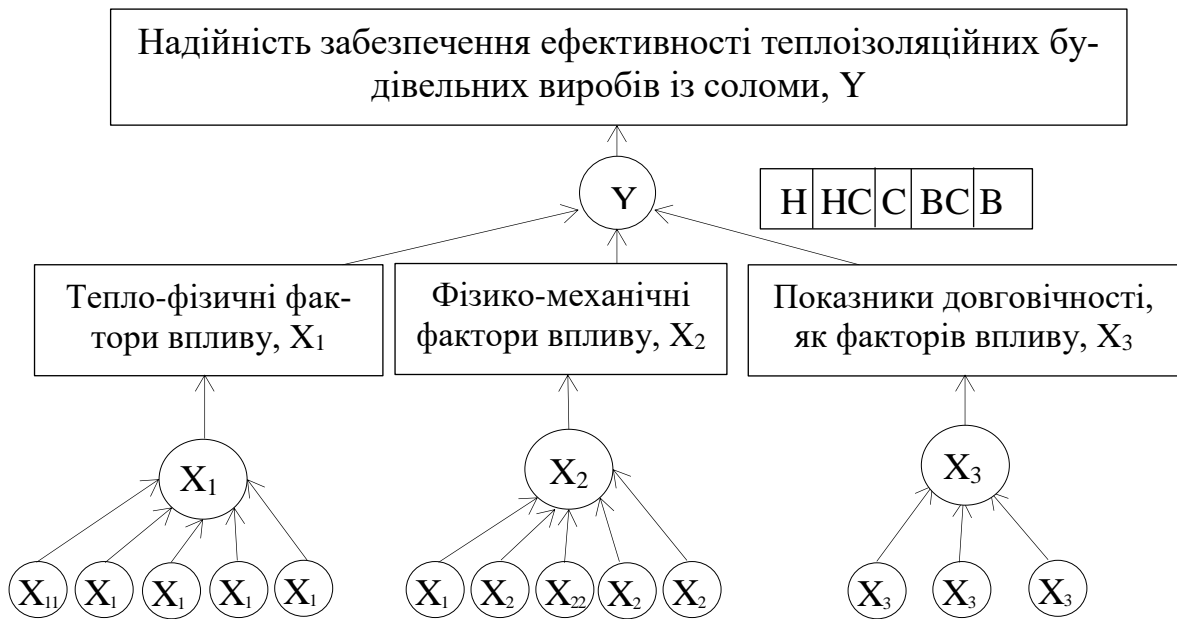 Надійність забезпечення ефективності теплоізоляційних бу-
дівельних виробів із соломи, Y
Y
Н НС С ВС В
Тепло-фізичні фак-
тори впливу, X₁
Фізико-механічні
фактори впливу, X₂
Показники довговічності,
як факторів впливу, X₃
X₁
X₂
X₃
X₁₁ X₁ X₁ X₁ X₁
X₁ X₂ X₂₂ X₂ X₂
X₃ X₃ X₃